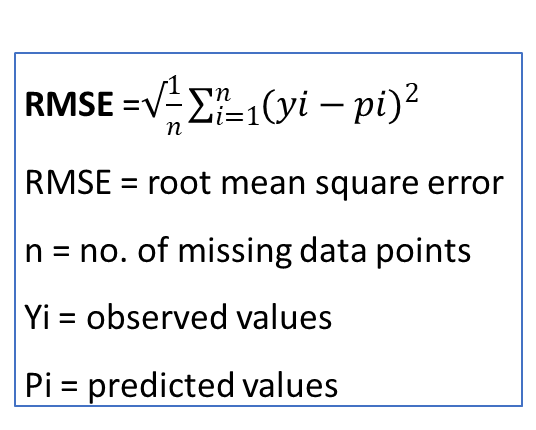 RMSE =√1/n ∑ⁿᵢ₌₁(yi − pi)²
RMSE = root mean square error
n = no. of missing data points
Yi = observed values
Pi = predicted values